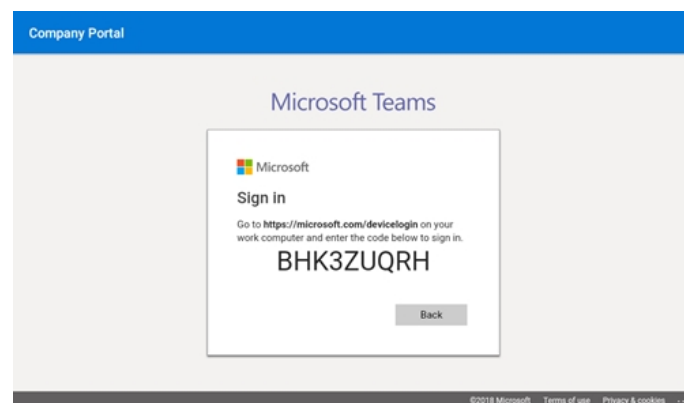 Company Portal
Microsoft Teams
Microsoft
Sign in
Go to https://microsoft.com/devicelogin on your
work computer and enter the code below to sign in.
BHK3ZUQRH
Back
©2018 Microsoft Terms of use Privacy & cookies